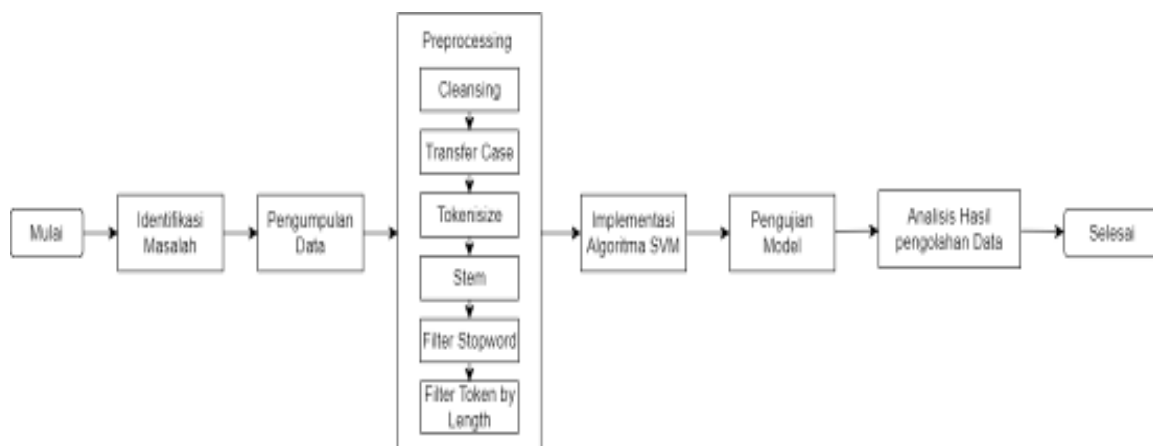 Mulai
Identifikasi
Masalah
Pengumpulan
Data
Preprocessing
Cleansing
Transfer Case
Tokenisize
Stem
Filter Stopword
Filter Token by
Length
Implementasi
Algoritma SVM
Pengujian
Model
Analisis Hasil
pengolahan Data
Selesai